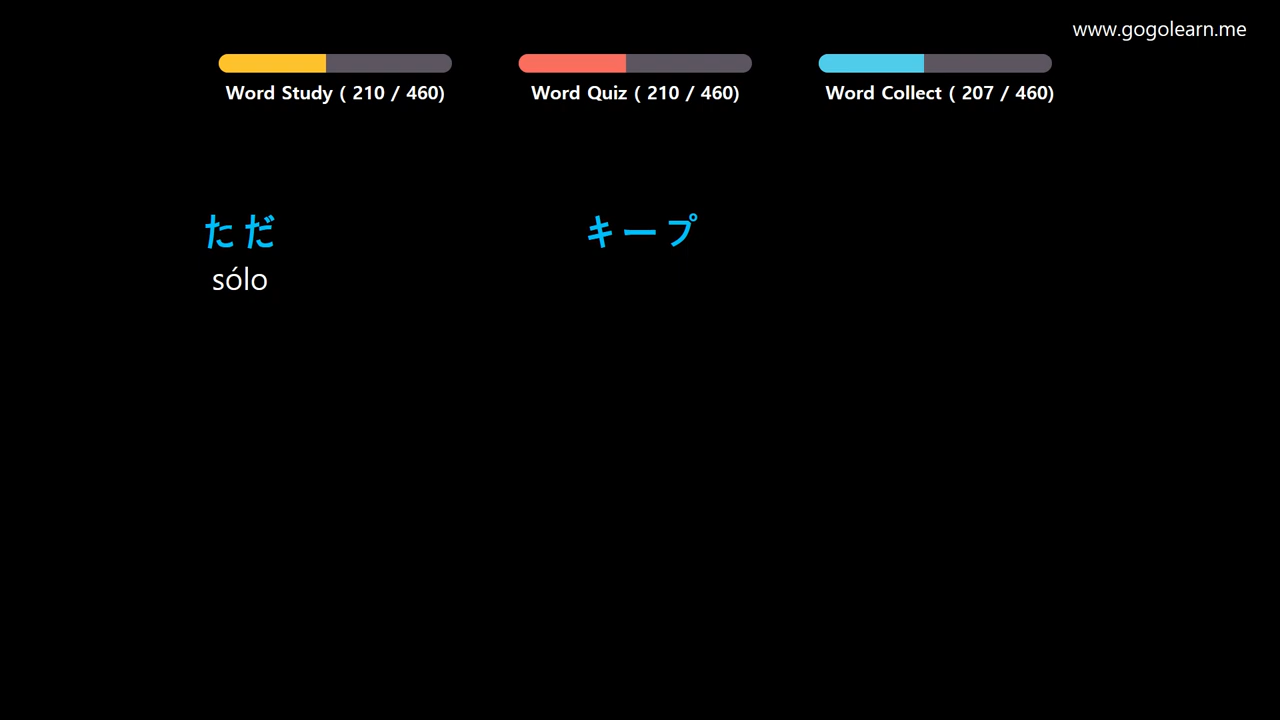 www.gogolearn.me
Word Study ( 210 / 460)
Word Quiz ( 210 / 460)
Word Collect ( 207 / 460)
ただ
sólo
キープ